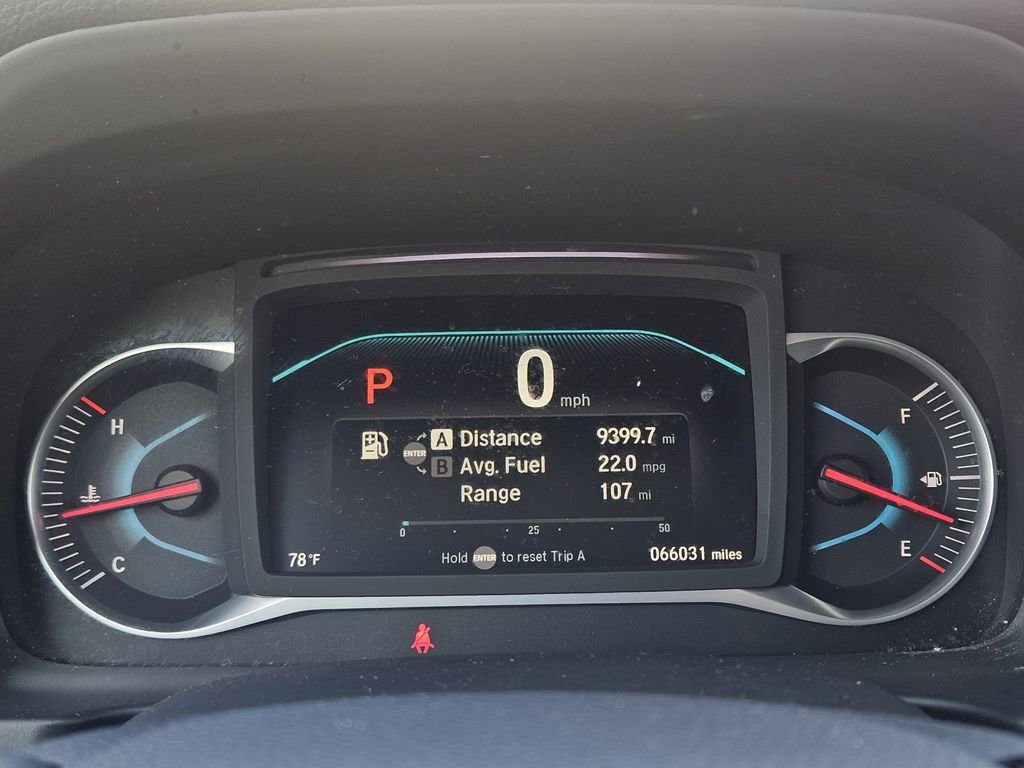 P
0 mph
A Distance 9399.7 mi
ENTER
B Avg. Fuel 22.0 mpg
Range 107 mi
0 25 50
Hold ENTER to reset Trip A
78°F
066031 miles
H
C
F
E